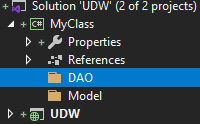 Solution 'UDW' (2 of 2 projects)
MyClass
Properties
References
DAO
Model
UDW